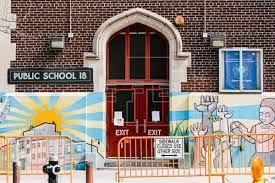 PUBLIC SCHOOL 18
EXIT EXIT
SIDEWALK
CLOSED USE
OTHER SIDE